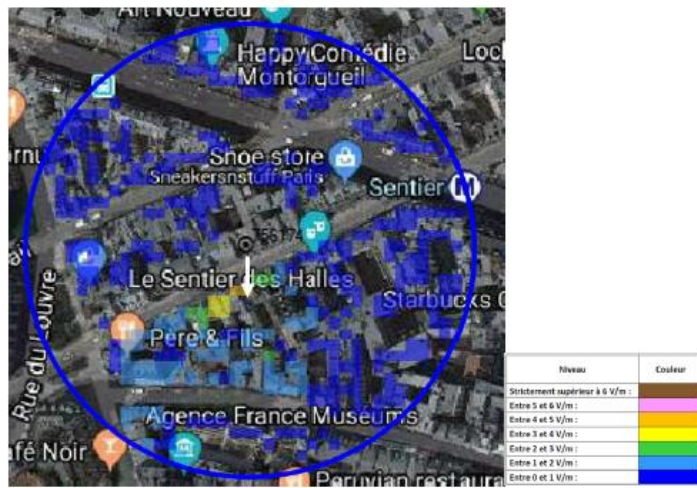 Art Nouveau
Happy Comédie
Montorgueil
Loc
Shoe store
Sneakersnstuff Paris
Sentier M
P
Le Sentier des Halles
Starbucks C
Rue du Louvre
Père & Fils
Agence France Muséums
afé Noir
Peruvian restaura
Niveau Couleur
Strictement supérieur à 6 V/m :
Entre 5 et 6 V/m :
Entre 4 et 5 V/m :
Entre 3 et 4 V/m :
Entre 2 et 3 V/m :
Entre 1 et 2 V/m :
Entre 0 et 1 V/m :